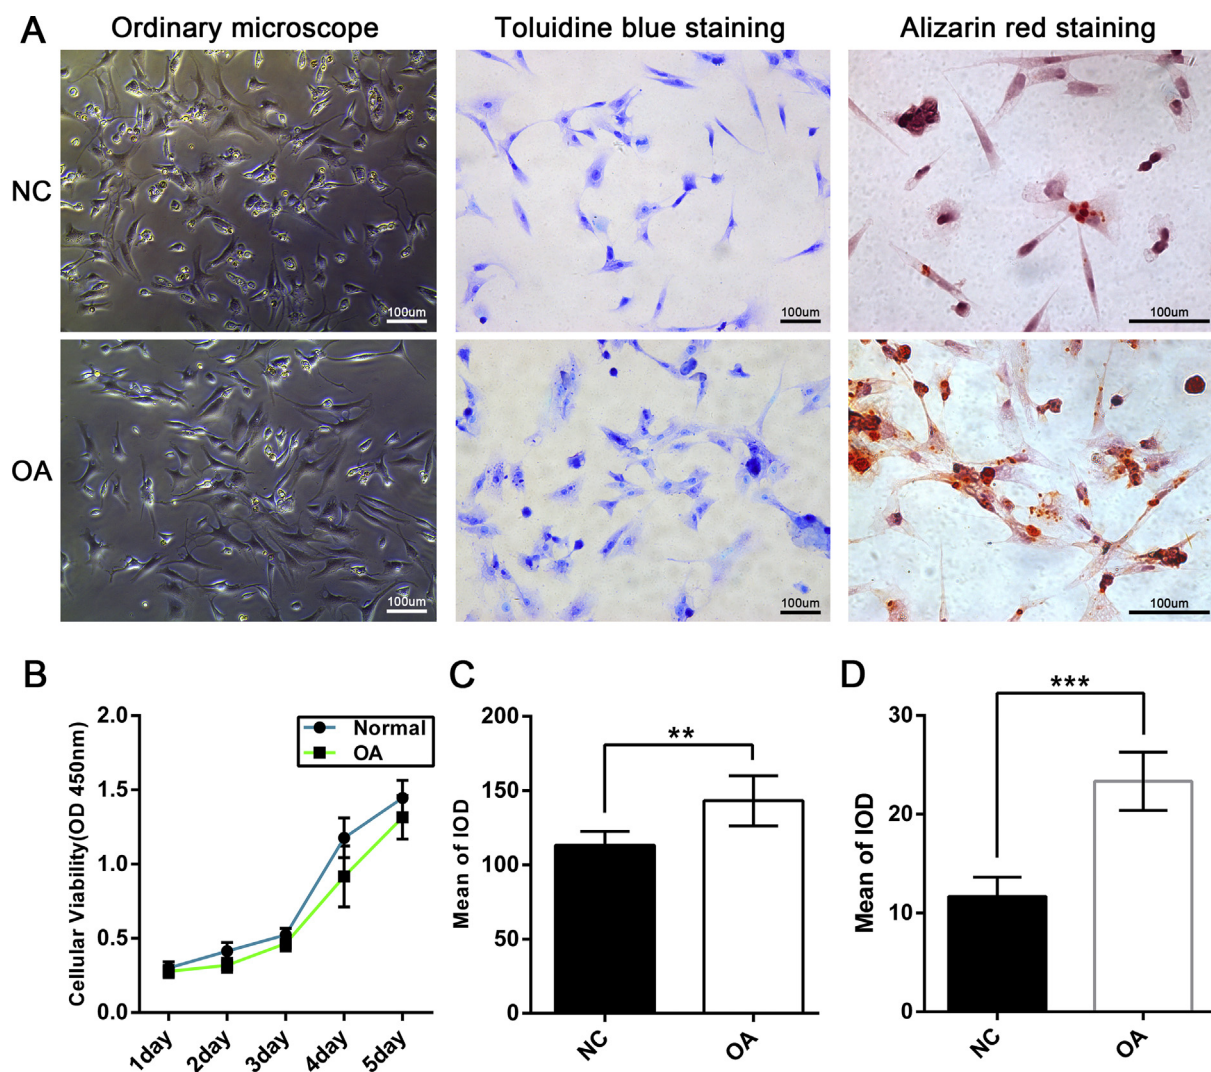 A
Ordinary microscope
Toluidine blue staining
Alizarin red staining
NC
100um
100um
100um
OA
100um
100um
100um
B
Cellular Viability(OD 450nm)
2.0
1.5
1.0
0.5
0.0
Normal
OA
1day
2day
3day
4day
5day
C
Mean of IOD
200
150
100
50
0
**
NC
OA
D
Mean of IOD
30
20
10
0
***
NC
OA